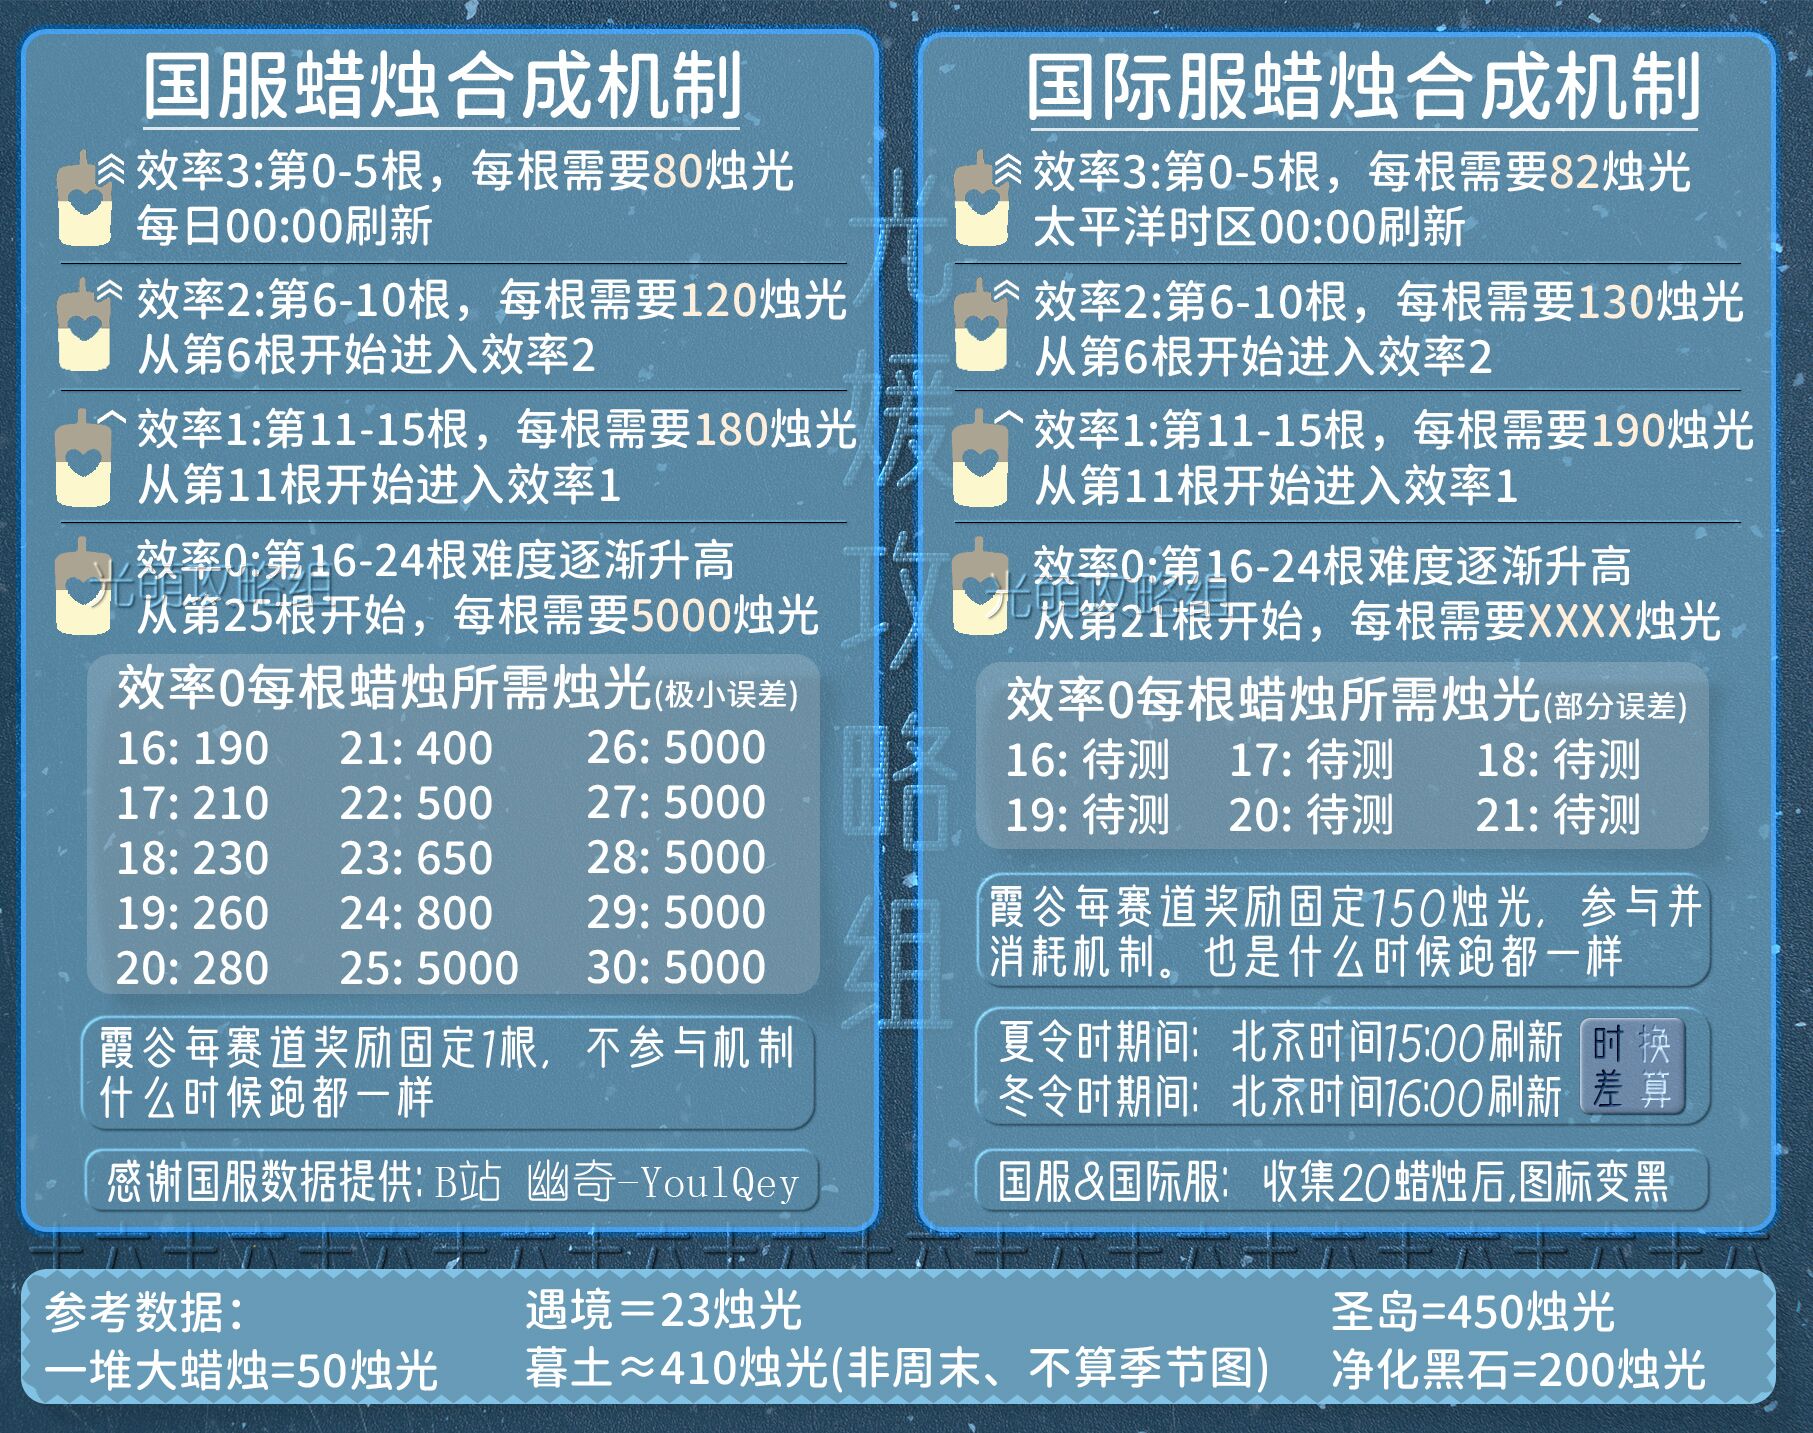 国服蜡烛合成机制
效率3:第0-5根，每根需要80烛光
每日00:00刷新
效率2:第6-10根，每根需要120烛光
从第6根开始进入效率2
效率1:第11-15根，每根需要180烛光
从第11根开始进入效率1
效率0:第16-24根难度逐渐升高
从第25根开始，每根需要5000烛光
光萌攻略组
效率0每根蜡烛所需烛光(极小误差)
16: 190 21: 400 26: 5000
17: 210 22: 500 27: 5000
18: 230 23: 650 28: 5000
19: 260 24: 800 29: 5000
20: 280 25: 5000 30: 5000
霞谷每赛道奖励固定1根，不参与机制
什么时候跑都一样
感谢国服数据提供: B站 幽奇-YoulQey
国际服蜡烛合成机制
效率3:第0-5根，每根需要82烛光
太平洋时区00:00刷新
效率2:第6-10根，每根需要130烛光
从第6根开始进入效率2
效率1:第11-15根，每根需要190烛光
从第11根开始进入效率1
效率0:第16-24根难度逐渐升高
从第21根开始，每根需要XXXX烛光
光萌攻略组
效率0每根蜡烛所需烛光(部分误差)
16: 待测 17: 待测 18: 待测
19: 待测 20: 待测 21: 待测
霞谷每赛道奖励固定150烛光，参与并
消耗机制。也是什么时候跑都一样
夏令时期间: 北京时间15:00刷新
冬令时期间: 北京时间16:00刷新
时差换算
国服&国际服: 收集20蜡烛后,图标变黑
参考数据:
一堆大蜡烛=50烛光
遇境＝23烛光
暮土≈410烛光(非周末、不算季节图)
圣岛=450烛光
净化黑石=200烛光